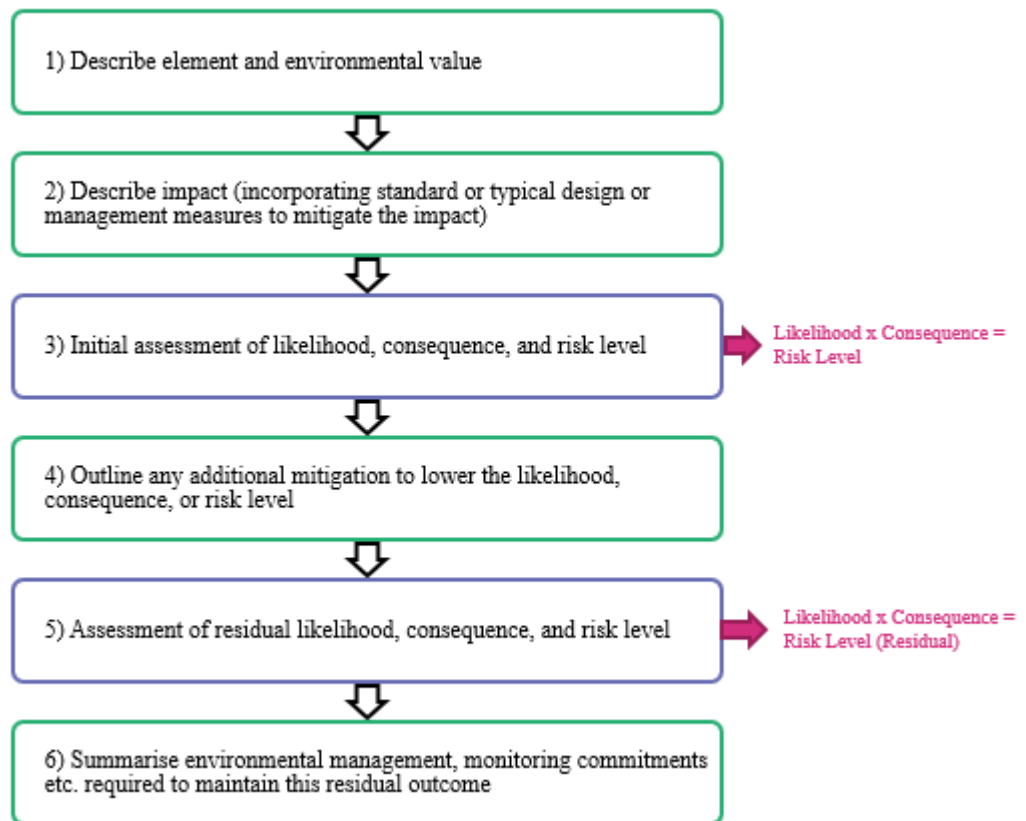 1) Describe element and environmental value
2) Describe impact (incorporating standard or typical design or
management measures to mitigate the impact)
3) Initial assessment of likelihood, consequence, and risk level
Likelihood x Consequence =
Risk Level
4) Outline any additional mitigation to lower the likelihood,
consequence, or risk level
5) Assessment of residual likelihood, consequence, and risk level
Likelihood x Consequence =
Risk Level (Residual)
6) Summarise environmental management, monitoring commitments
etc. required to maintain this residual outcome